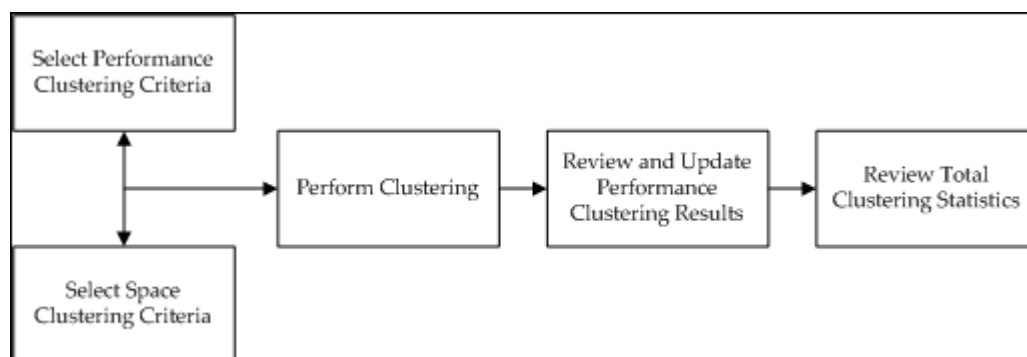 Select Performance
Clustering Criteria
Perform Clustering
Review and Update
Performance
Clustering Results
Review Total
Clustering Statistics
Select Space
Clustering Criteria